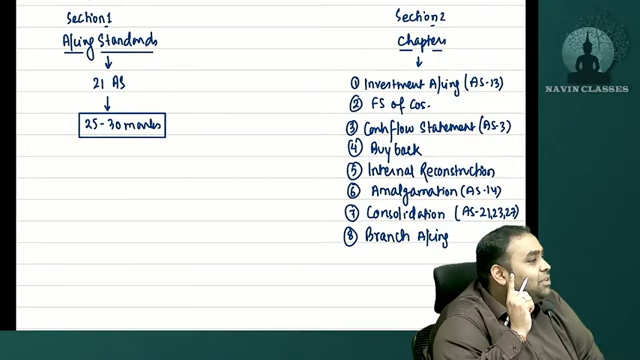 Section 1
A/cing Standards
21 AS
25-30 marks
Section 2
Chapters
① Investment A/cing (AS-13)
② FS of Cos.
③ Cashflow Statement (AS-3)
④ Buyback
⑤ Internal Reconstruction
⑥ Amalgamation (AS-14)
⑦ Consolidation (AS-21,23,27)
⑧ Branch A/cing
NAVIN CLASSES